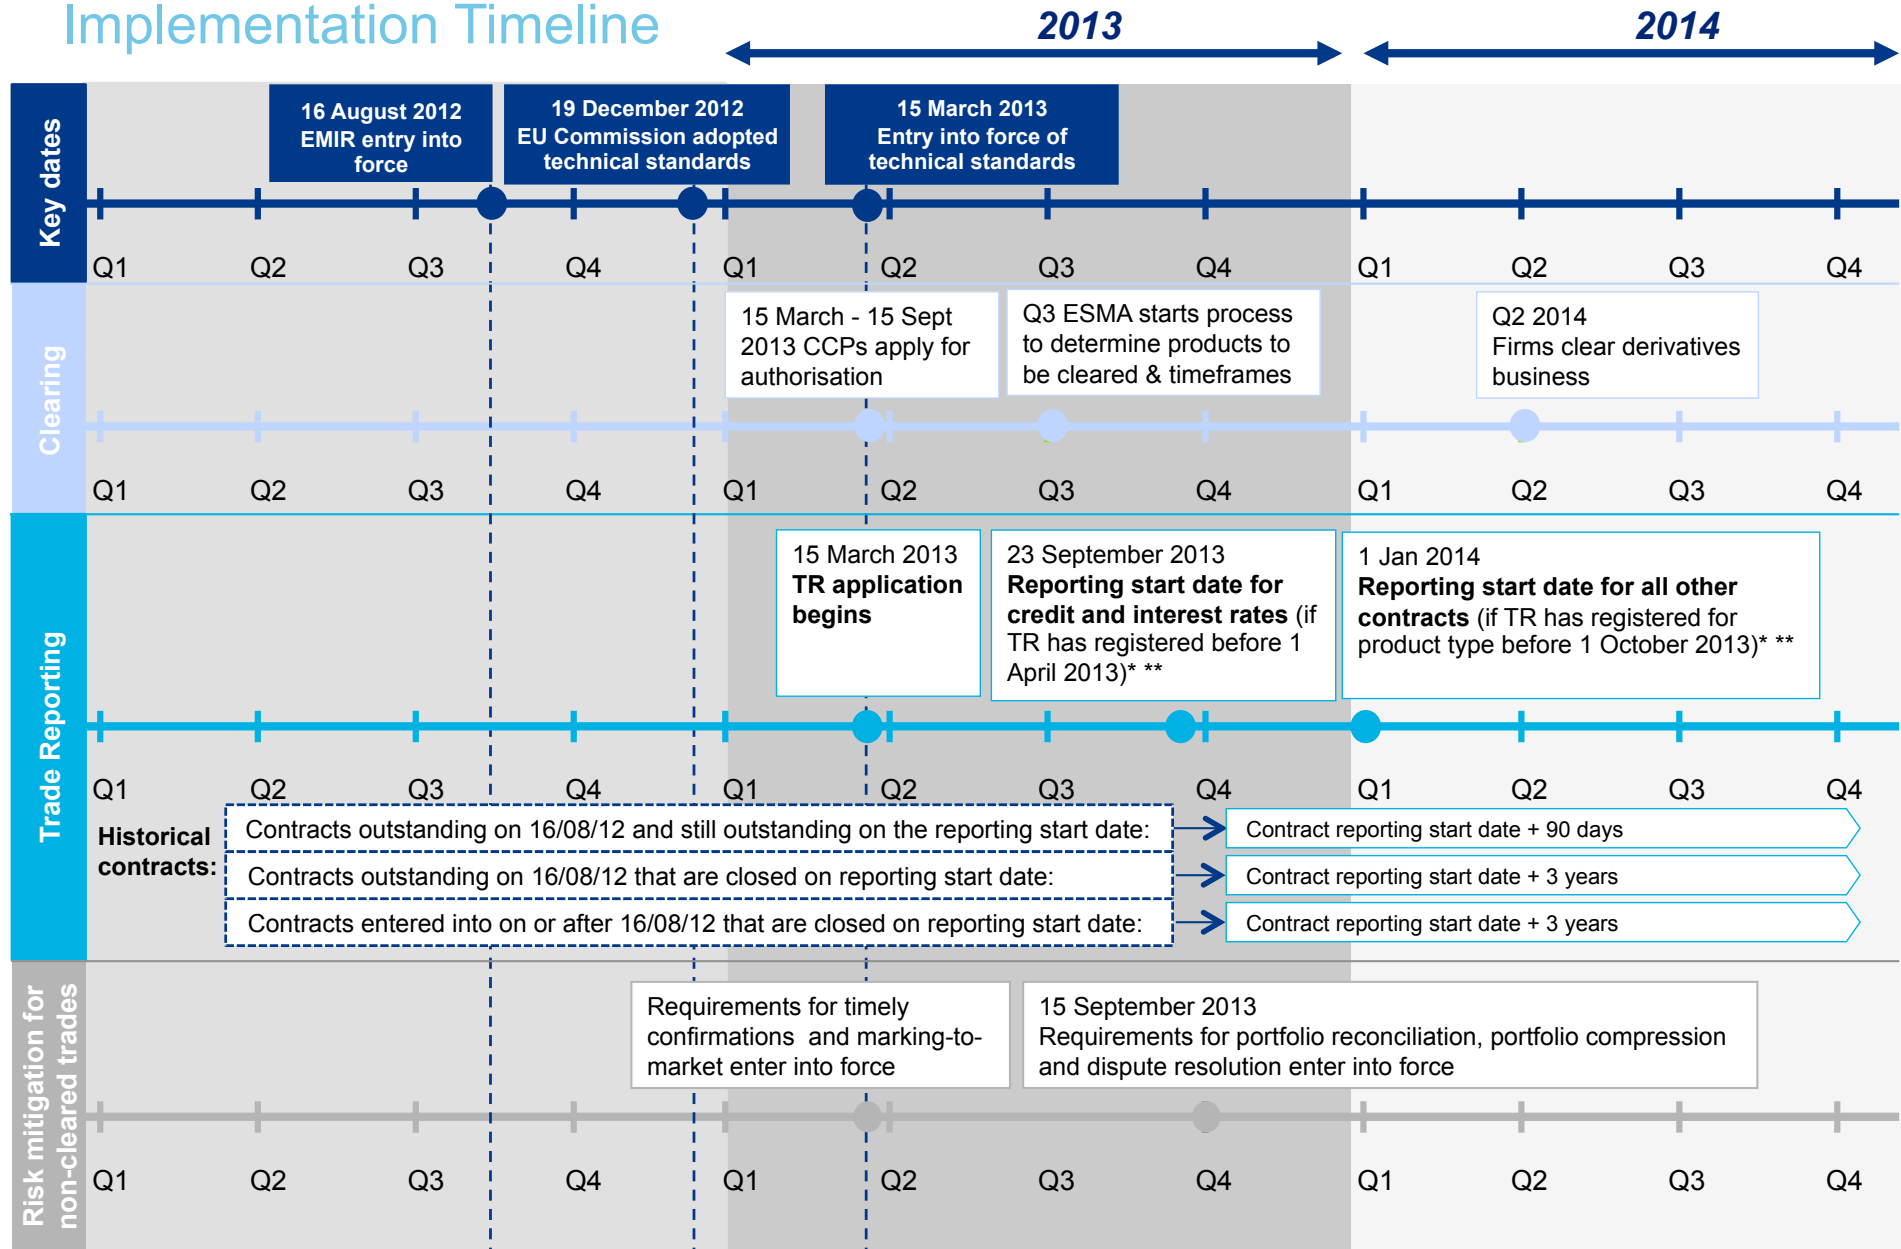 Implementation Timeline
2013
2014
Key dates
16 August 2012
EMIR entry into
force
19 December 2012
EU Commission adopted
technical standards
15 March 2013
Entry into force of
technical standards
Q1 Q2 Q3 Q4 Q1 Q2 Q3 Q4 Q1 Q2 Q3 Q4
Clearing
15 March - 15 Sept
2013 CCPs apply for
authorisation
Q3 ESMA starts process
to determine products to
be cleared & timeframes
Q2 2014
Firms clear derivatives
business
Q1 Q2 Q3 Q4 Q1 Q2 Q3 Q4 Q1 Q2 Q3 Q4
Trade Reporting
15 March 2013
TR application
begins
23 September 2013
Reporting start date for
credit and interest rates (if
TR has registered before 1
April 2013)* **
1 Jan 2014
Reporting start date for all other
contracts (if TR has registered for
product type before 1 October 2013)* **
Q1 Q2 Q3 Q4 Q1 Q2 Q3 Q4 Q1 Q2 Q3 Q4
Historical
contracts:
Contracts outstanding on 16/08/12 and still outstanding on the reporting start date:
Contract reporting start date + 90 days
Contracts outstanding on 16/08/12 that are closed on reporting start date:
Contract reporting start date + 3 years
Contracts entered into on or after 16/08/12 that are closed on reporting start date:
Contract reporting start date + 3 years
Risk mitigation for
non-cleared trades
Requirements for timely
confirmations and marking-to-
market enter into force
15 September 2013
Requirements for portfolio reconciliation, portfolio compression
and dispute resolution enter into force
Q1 Q2 Q3 Q4 Q1 Q2 Q3 Q4 Q1 Q2 Q3 Q4